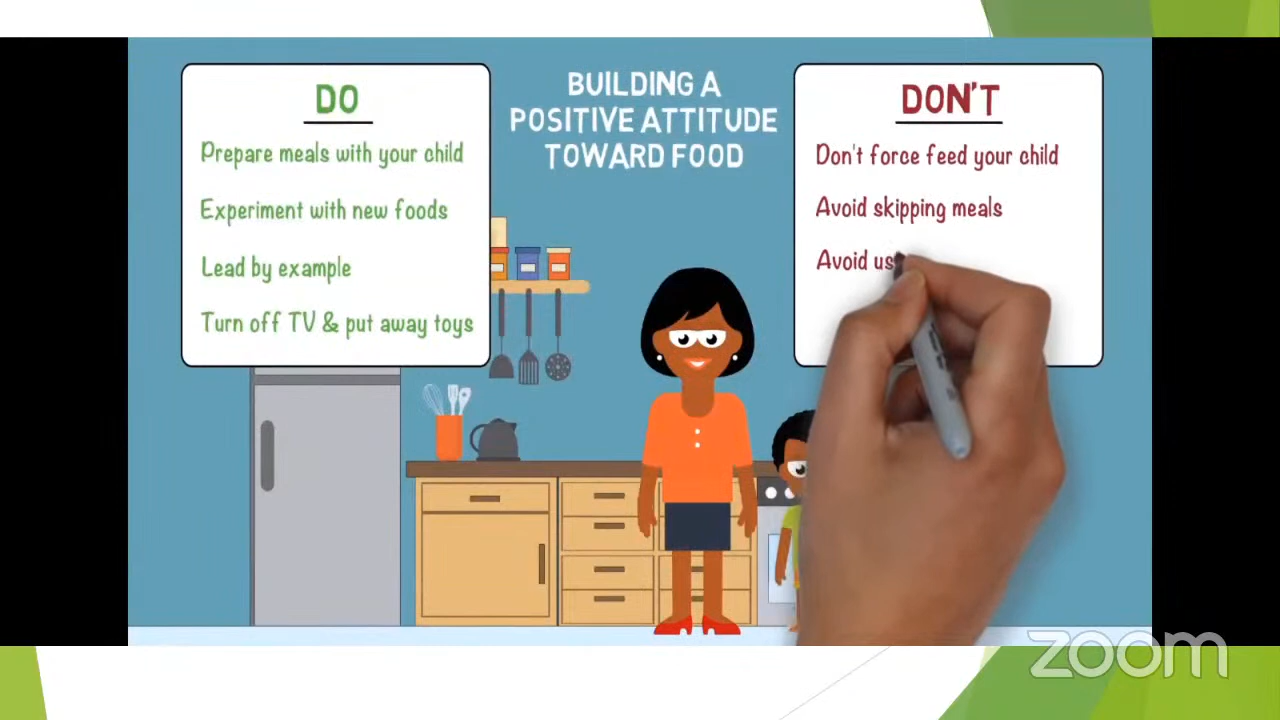 DO
Prepare meals with your child
Experiment with new foods
Lead by example
Turn off TV & put away toys
BUILDING A
POSITIVE ATTITUDE
TOWARD FOOD
DON'T
Don't force feed your child
Avoid skipping meals
Avoid us
zoom